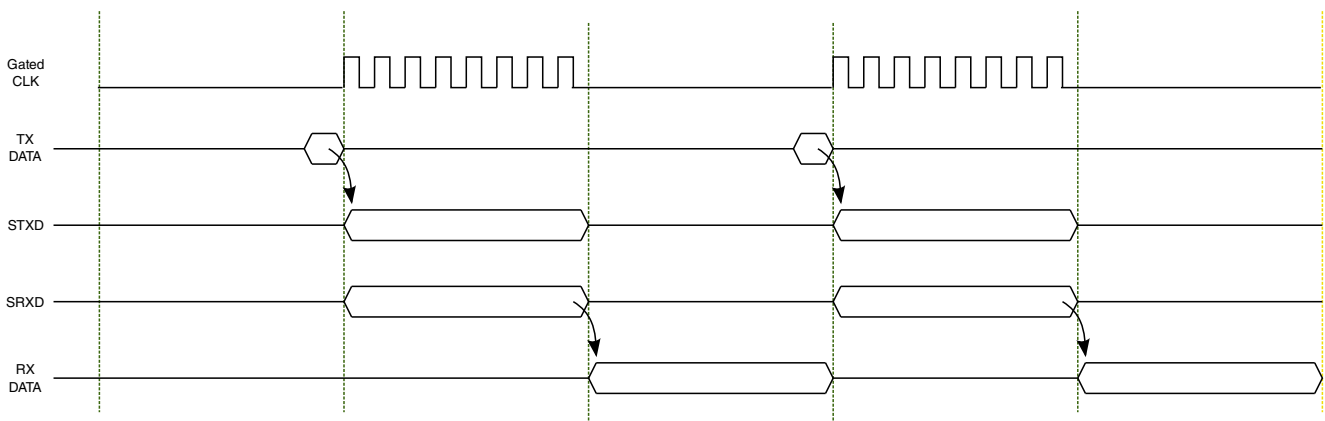 Gated
CLK
TX
DATA
STXD
SRXD
RX
DATA